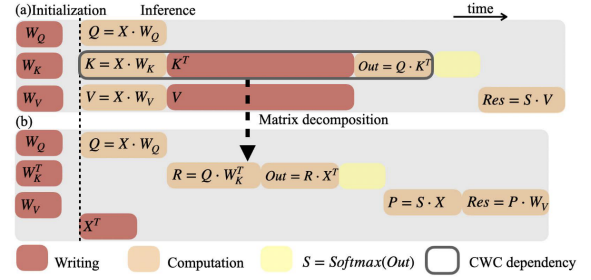 (a)Initialization Inference time
W_Q Q = X · W_Q
W_K K = X · W_K K^T Out = Q · K^T
W_V V = X · W_V V Res = S · V
(b) Matrix decomposition
W_Q Q = X · W_Q
W_K^T R = Q · W_K^T Out = R · X^T
W_V P = S · X Res = P · W_V
X^T
Writing Computation S = Softmax(Out) CWC dependency